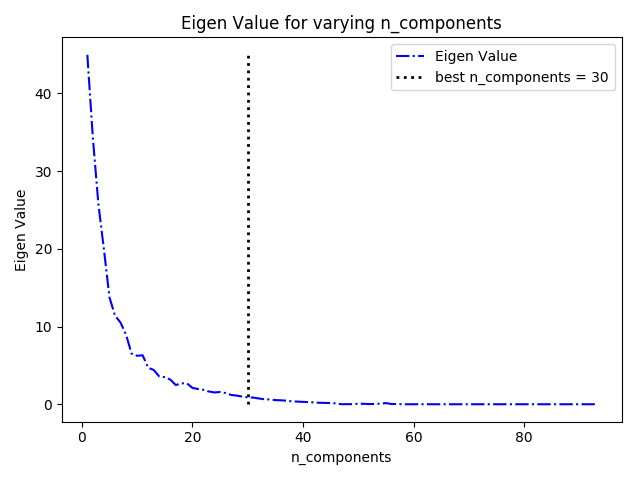 Eigen Value for varying n_components
Eigen Value
best n_components = 30
Eigen Value
40
30
20
10
0
0 20 40 60 80
n_components